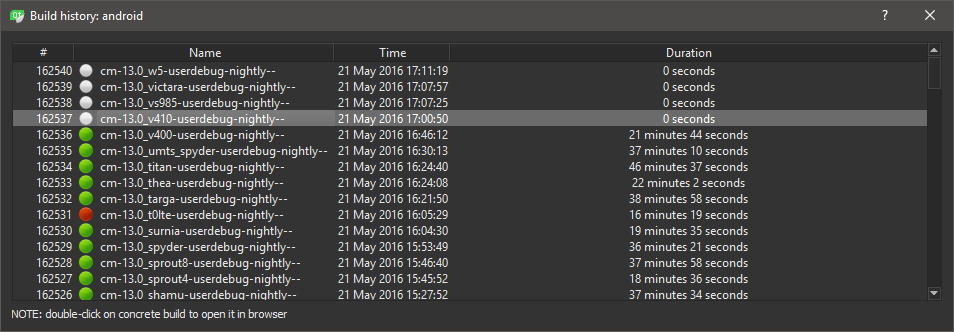 Build history: android
# Name Time Duration
162540 cm-13.0_w5-userdebug-nightly-- 21 May 2016 17:11:19 0 seconds
162539 cm-13.0_victara-userdebug-nightly-- 21 May 2016 17:07:57 0 seconds
162538 cm-13.0_vs985-userdebug-nightly-- 21 May 2016 17:07:25 0 seconds
162537 cm-13.0_v410-userdebug-nightly-- 21 May 2016 17:00:50 0 seconds
162536 cm-13.0_v400-userdebug-nightly-- 21 May 2016 16:46:12 21 minutes 44 seconds
162535 cm-13.0_umts_spyder-userdebug-nightly-- 21 May 2016 16:30:13 37 minutes 10 seconds
162534 cm-13.0_titan-userdebug-nightly-- 21 May 2016 16:24:40 46 minutes 37 seconds
162533 cm-13.0_thea-userdebug-nightly-- 21 May 2016 16:24:08 22 minutes 2 seconds
162532 cm-13.0_targa-userdebug-nightly-- 21 May 2016 16:21:50 38 minutes 58 seconds
162531 cm-13.0_t0lte-userdebug-nightly-- 21 May 2016 16:05:29 16 minutes 19 seconds
162530 cm-13.0_surnia-userdebug-nightly-- 21 May 2016 16:04:30 19 minutes 35 seconds
162529 cm-13.0_spyder-userdebug-nightly-- 21 May 2016 15:53:49 36 minutes 21 seconds
162528 cm-13.0_sprout8-userdebug-nightly-- 21 May 2016 15:46:40 37 minutes 58 seconds
162527 cm-13.0_sprout4-userdebug-nightly-- 21 May 2016 15:45:52 18 minutes 36 seconds
162526 cm-13.0_shamu-userdebug-nightly-- 21 May 2016 15:27:52 37 minutes 34 seconds
NOTE: double-click on concrete build to open it in browser